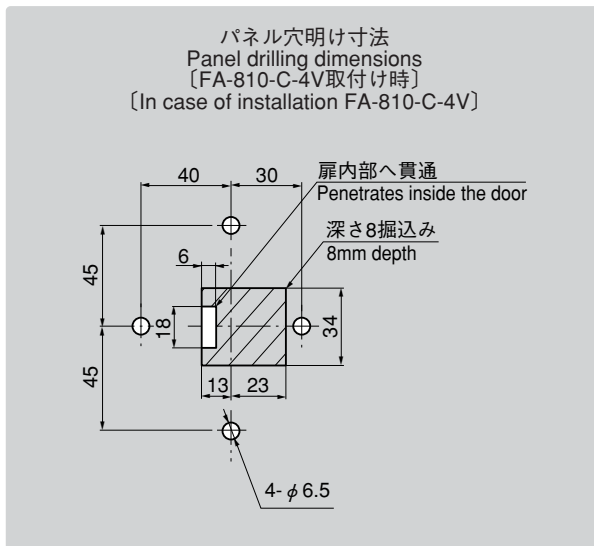 パネル穴明け寸法
Panel drilling dimensions
〔FA-810-C-4V取付け時〕
〔In case of installation FA-810-C-4V〕
40
30
扉内部へ貫通
Penetrates inside the door
深さ8掘込み
8mm depth
6
45
18
34
45
13
23
4-φ6.5